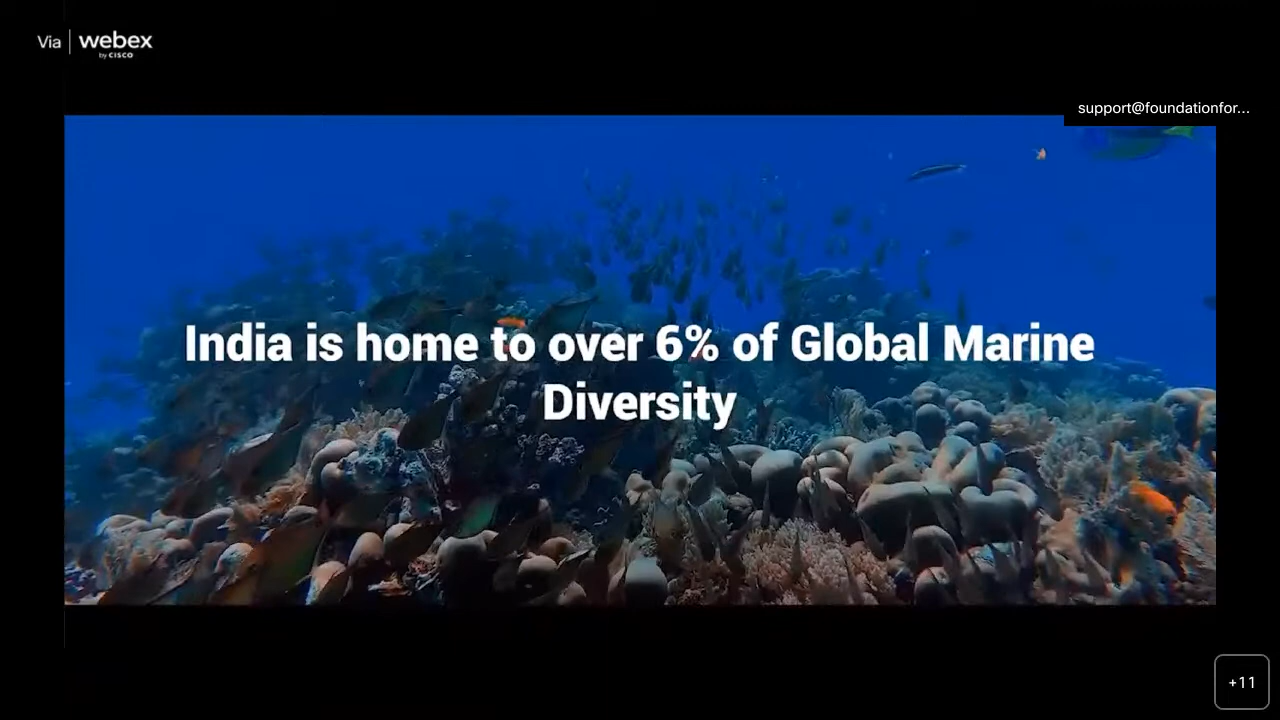 Via | webex
by CISCO
support@foundationfor...
India is home to over 6% of Global Marine
Diversity
+11